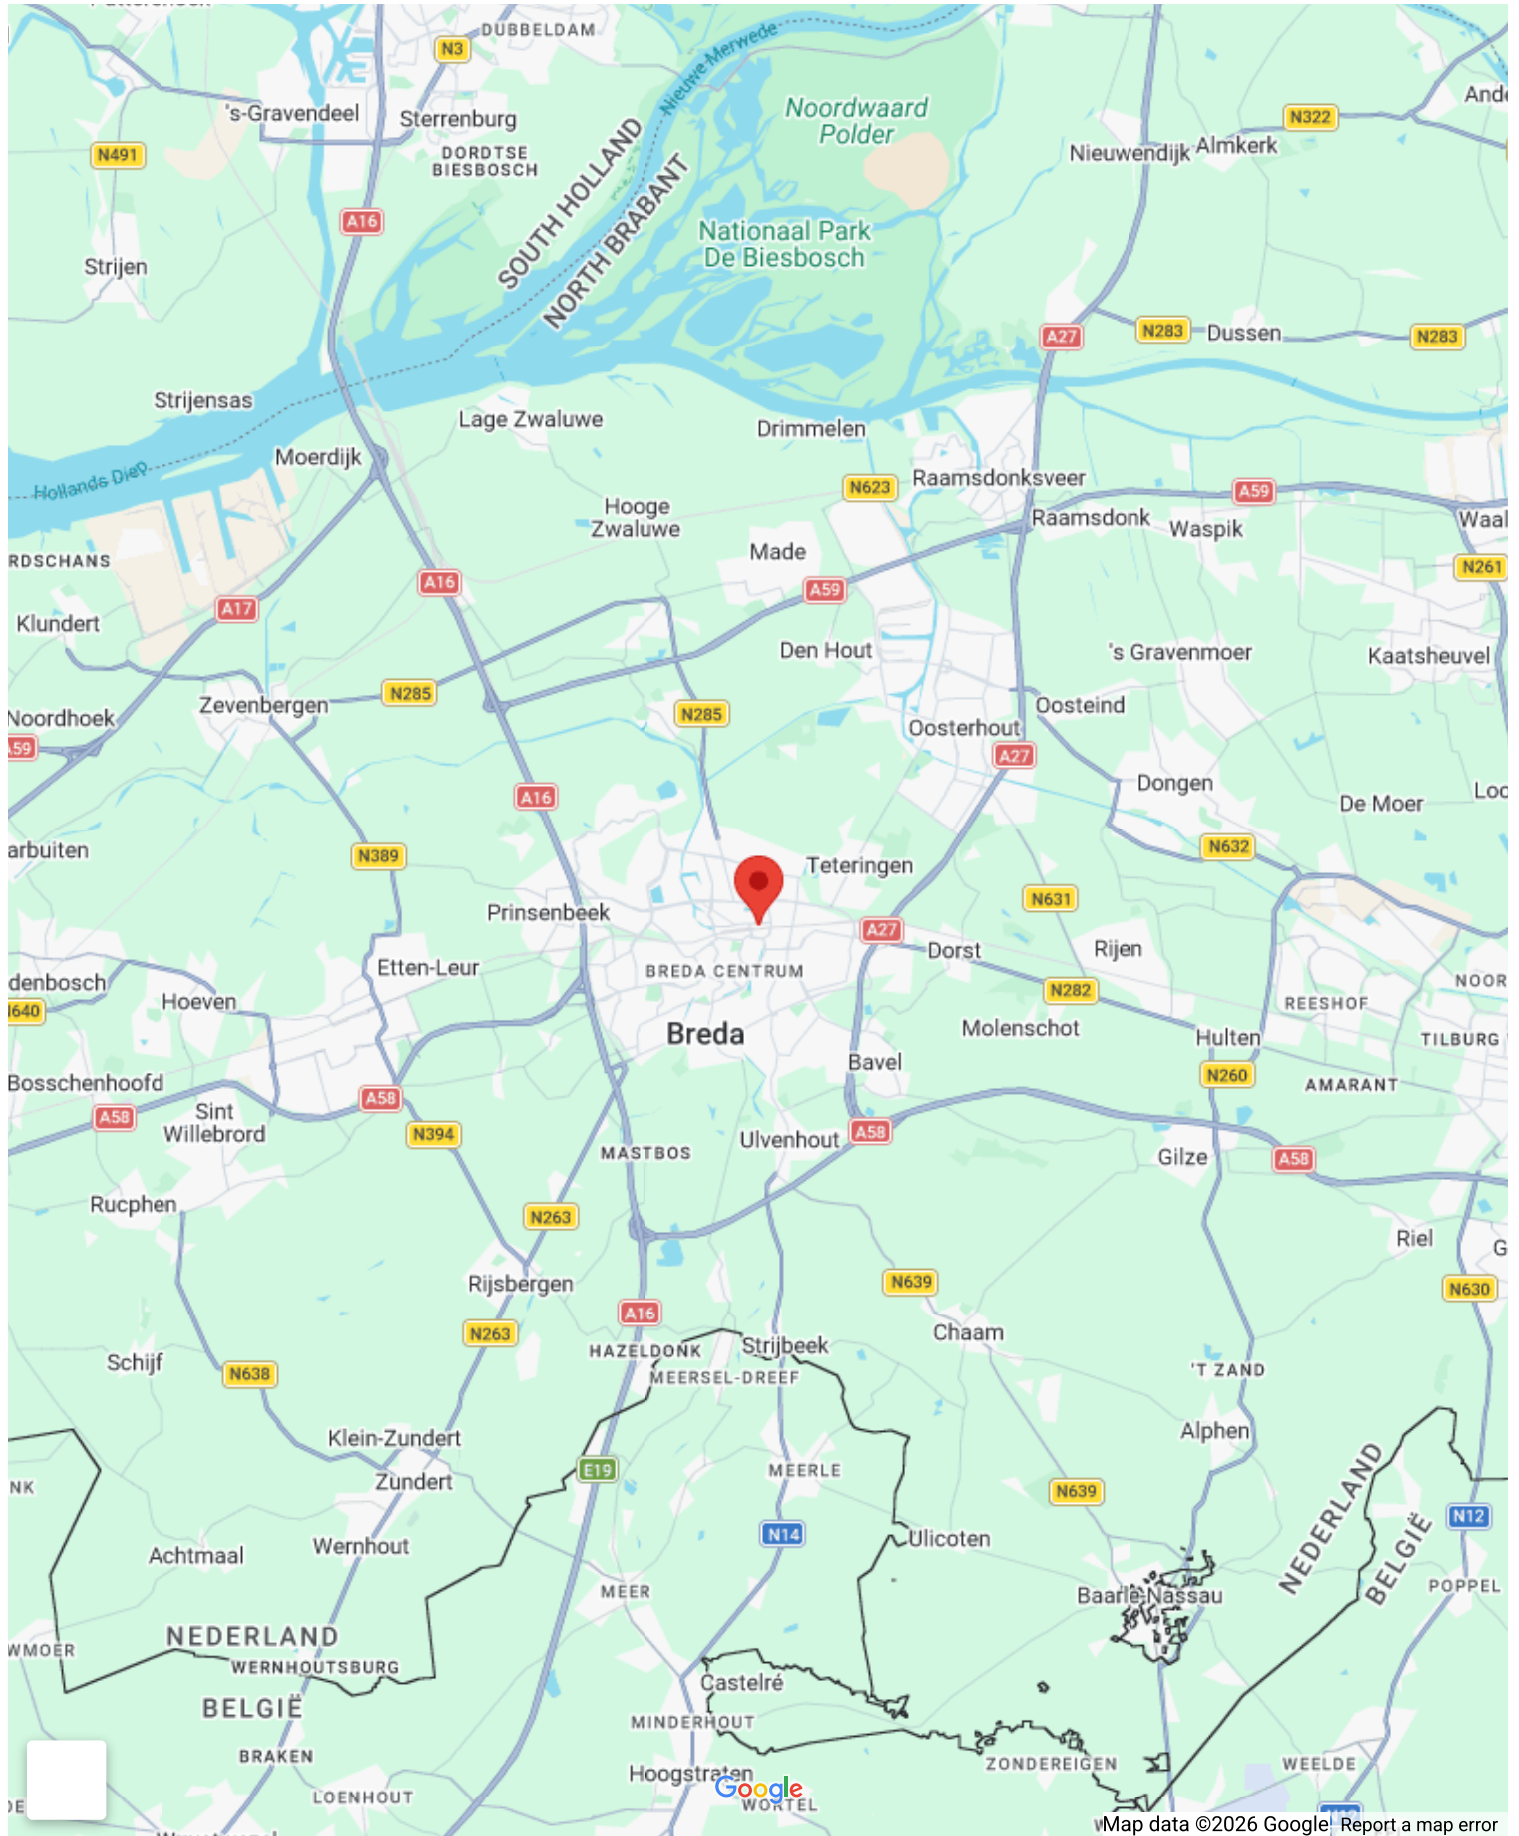 DUBBELDAM
N3
Nieuwe Merwede
's-Gravendeel
Sterrenburg
Noordwaard
Polder
N322
N491
DORDTSE
BIESBOSCH
Nieuwendijk
Almkerk
SOUTH HOLLAND
NORTH BRABANT
A16
Nationaal Park
De Biesbosch
Strijen
A27
N283
Dussen
N283
Strijensas
Lage Zwaluwe
Drimmelen
Moerdijk
Hollands Diep
N623
Raamsdonksveer
A59
Hooge
Zwaluwe
Raamsdonk
Waspik
Waal
Made
RDSCHANS
N261
A16
A59
A17
Klundert
Den Hout
's Gravenmoer
Kaatsheuvel
N285
Zevenbergen
Oosteind
Noordhoek
N285
Oosterhout
A59
A27
Dongen
A16
De Moer
Loo
arbuiten
N389
N632
Teteringen
N631
Prinsenbeek
A27
Dorst
Rijen
Etten-Leur
BREDA CENTRUM
denbosch
Hoeven
N640
N282
NOOR
REESHOF
Breda
Molenschot
Hulten
TILBURG
Bavel
N260
AMARANT
Bosschenhoofd
A58
A58
Sint
Willebrord
N394
A58
Ulvenhout
MASTBOS
Gilze
A58
Rucphen
N263
Riel
G
Rijsbergen
N639
N630
A16
N263
Chaam
HAZELDONK
Strijbeek
Schijf
N638
MEERSEL-DREEF
'T ZAND
Klein-Zundert
Alphen
E19
MEERLE
NK
Zundert
N639
NEDERLAND
BELGIË
N12
N14
Wernhout
Ulicoten
Achtmaal
MEER
Baarle-Nassau
POPPEL
NEDERLAND
WMOER
WERNHOUTSBURG
Castelré
BELGIË
MINDERHOUT
BRAKEN
ZONDEREIGEN
WEELDE
Hoogstraten
Google
LOENHOUT
WORTEL
Map data ©2026 Google
Report a map error